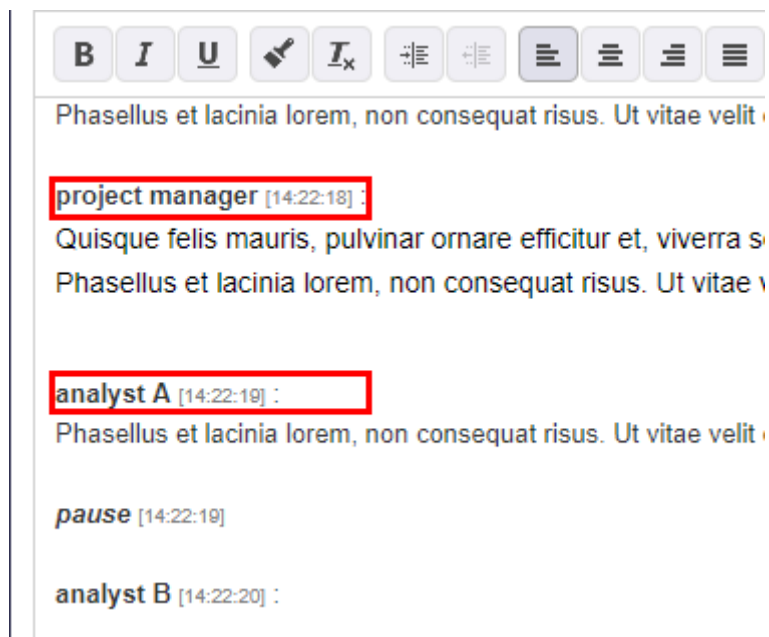 B I U Tx
Phasellus et lacinia lorem, non consequat risus. Ut vitae velit
project manager [14:22:18] :
Quisque felis mauris, pulvinar ornare efficitur et, viverra
Phasellus et lacinia lorem, non consequat risus. Ut vitae
analyst A [14:22:19] :
Phasellus et lacinia lorem, non consequat risus. Ut vitae velit
pause [14:22:19]
analyst B [14:22:20] :